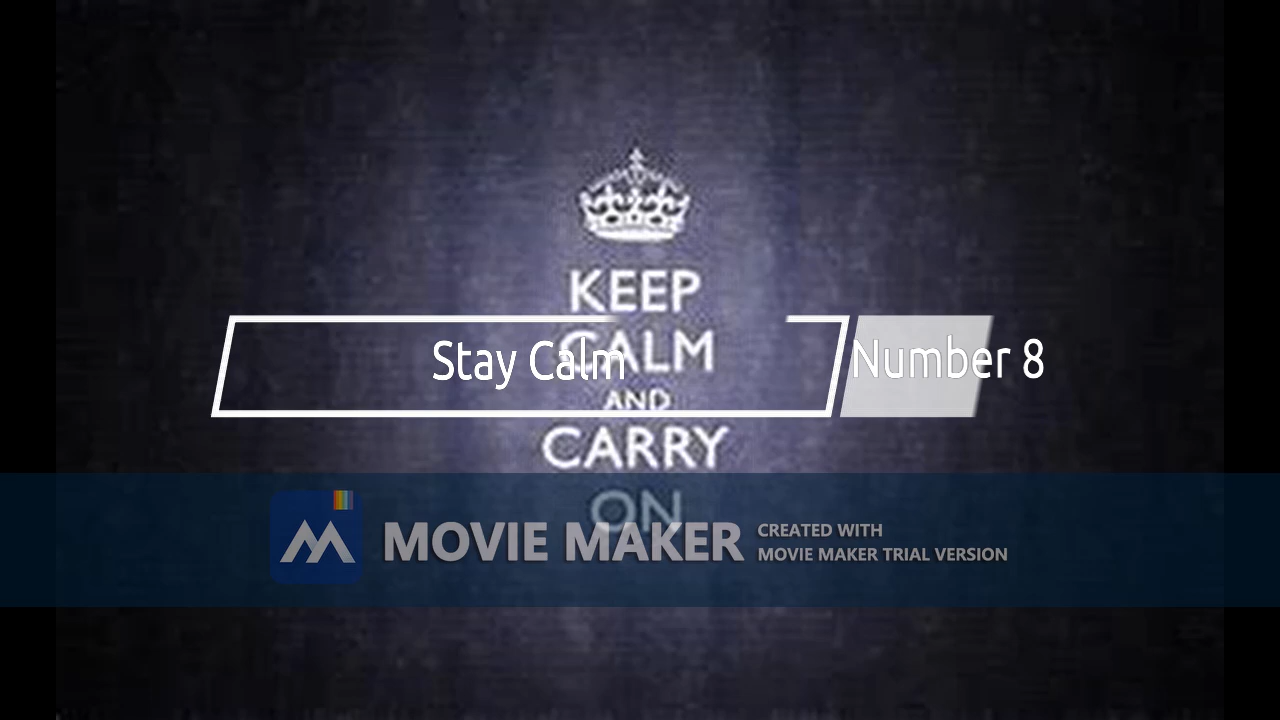 KEEP
CALM
Stay Calm
Number 8
AND
CARRY
ON
MOVIE MAKER
CREATED WITH
MOVIE MAKER TRIAL VERSION